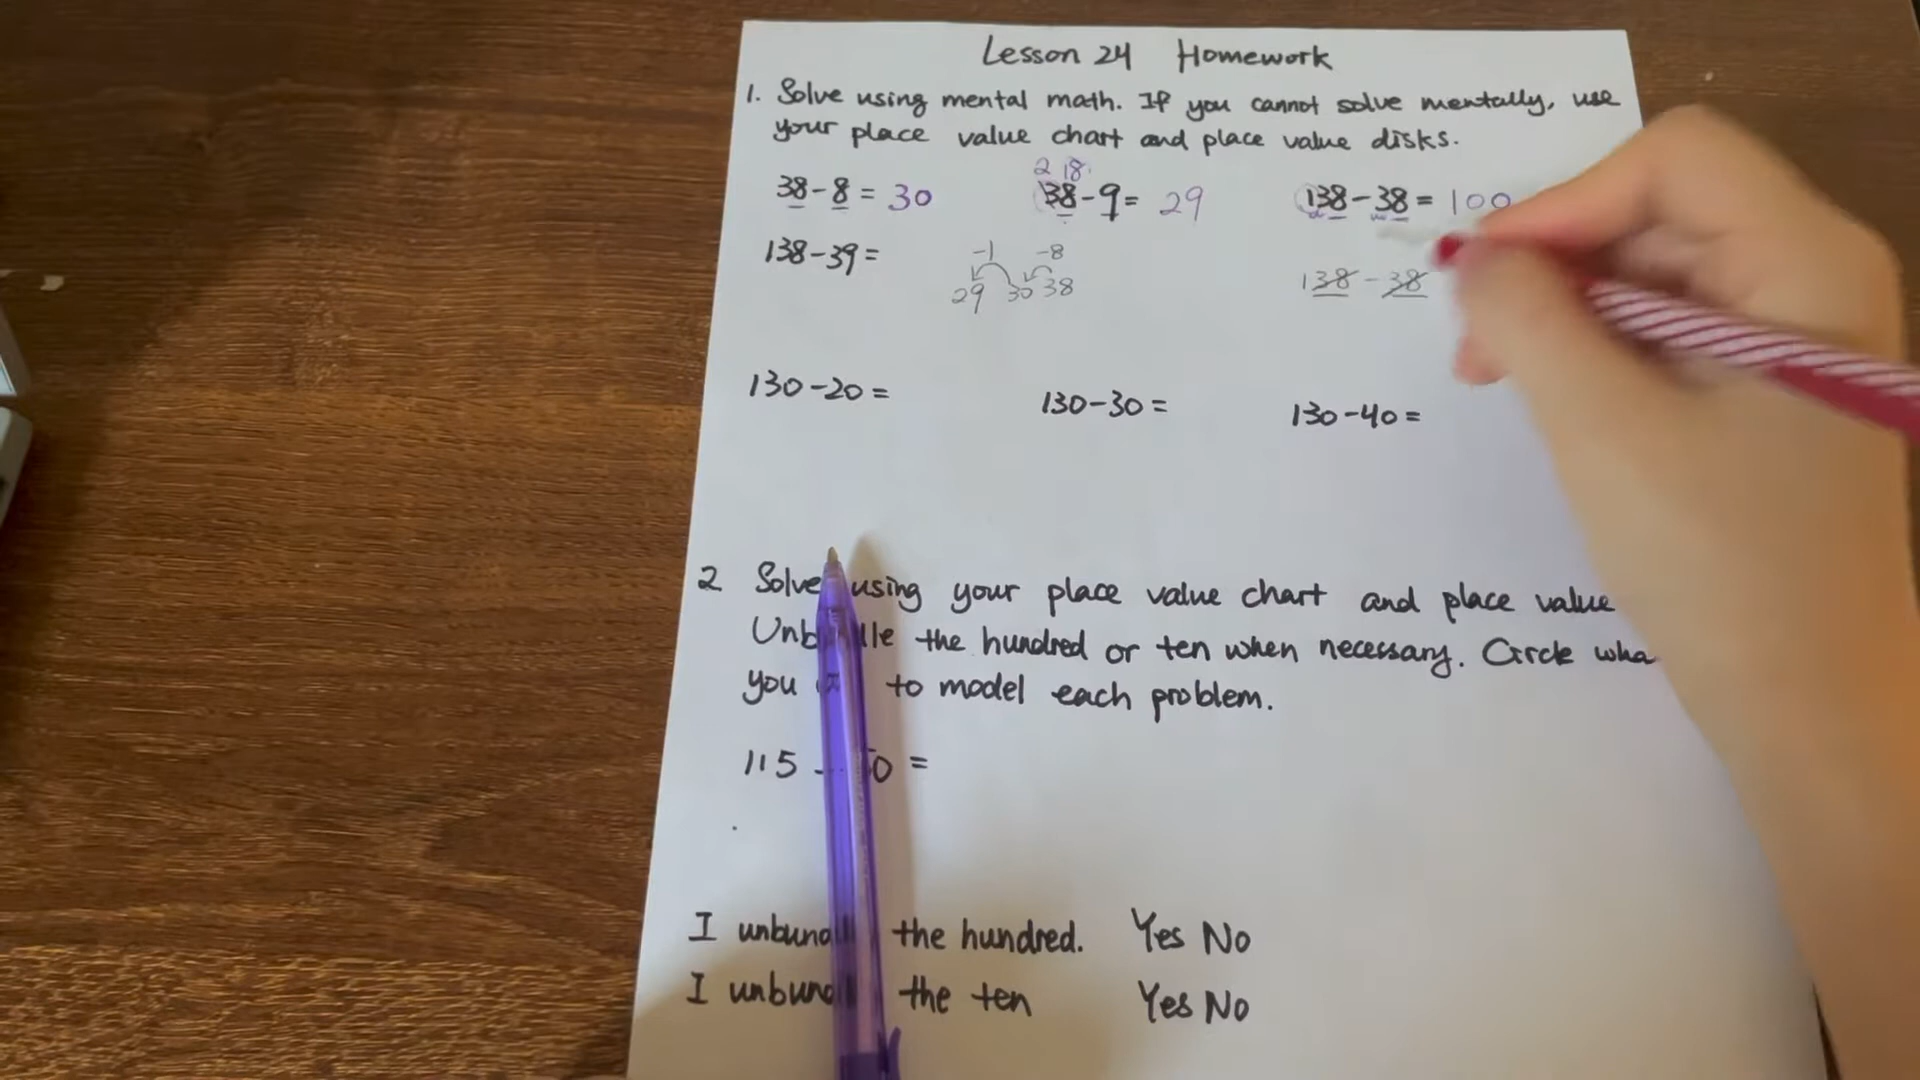 Lesson 24 Homework
1. Solve using mental math. If you cannot solve mentally, use
your place value chart and place value disks.
2 18
38-8 = 30 38-9= 29 138-38 = 100
138-39=
-1 -8
29 30 38 138 - 38
130-20= 130-30= 130-40=
2 Solve using your place value chart and place value
the hundred or ten when necessary. Circle
you to model each problem.
115 - 0 =
I the hundred. Yes No
I the ten Yes No